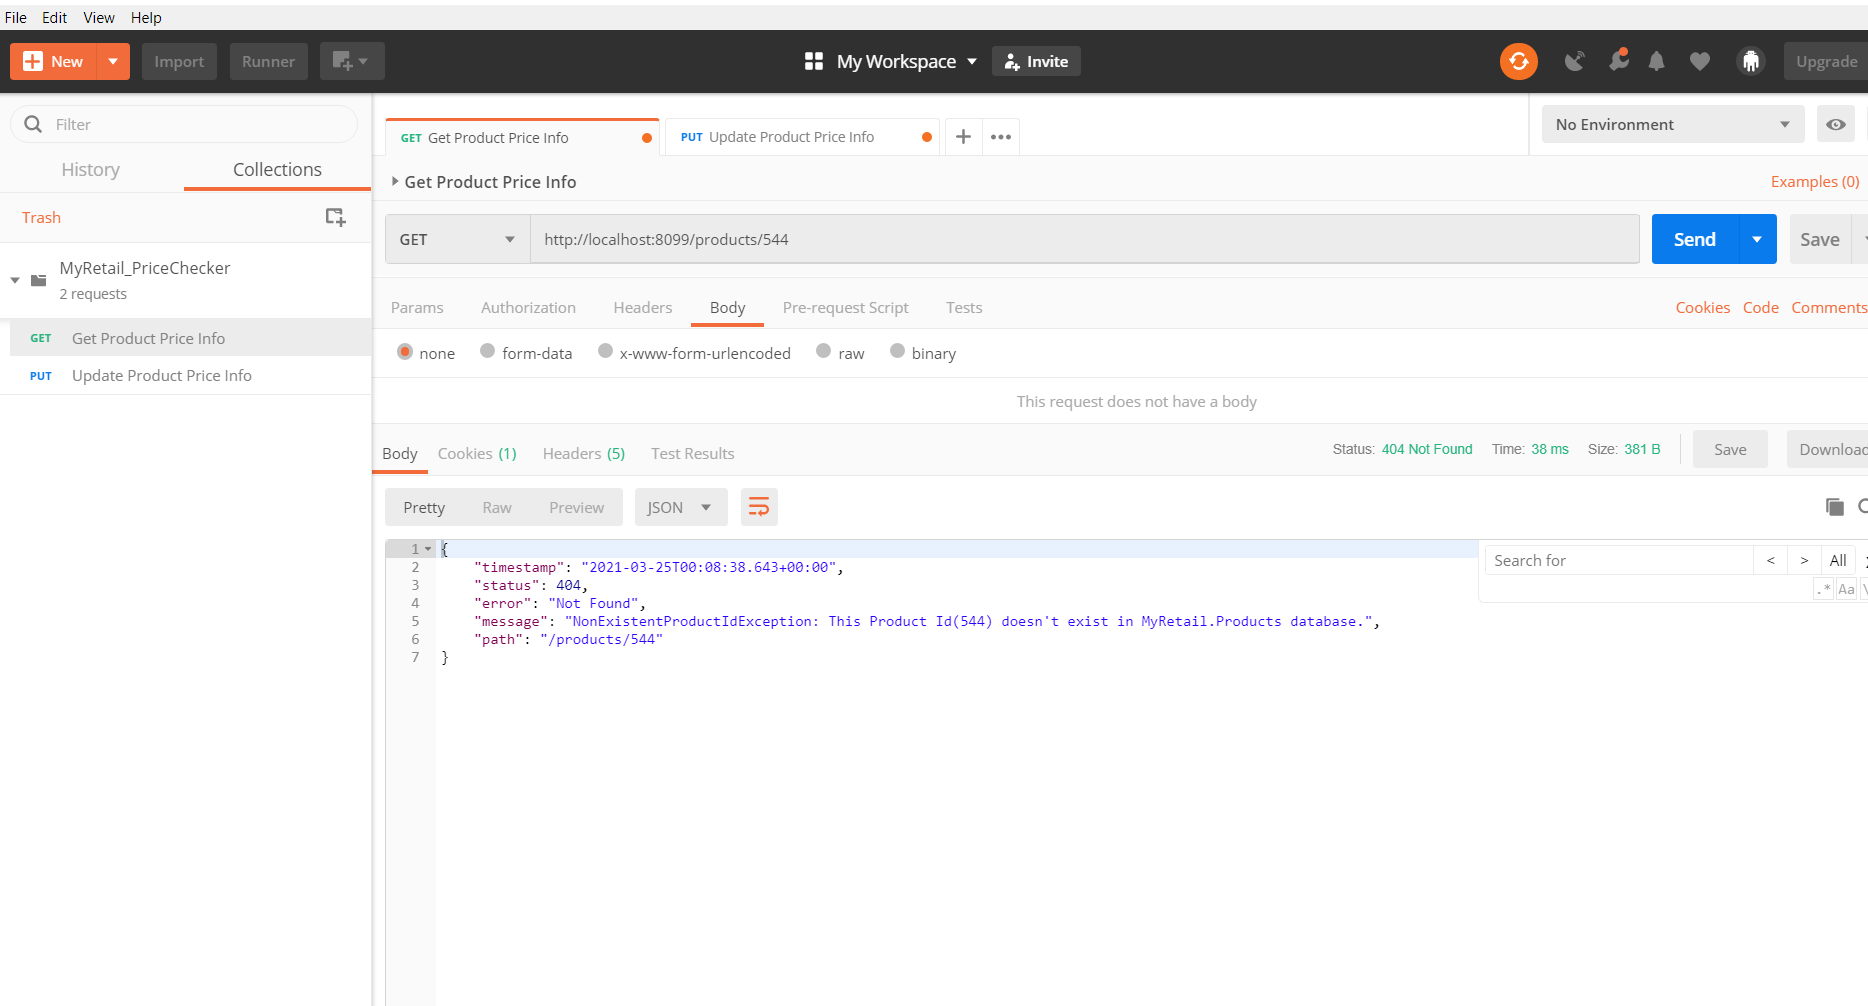 File Edit View Help
New Import Runner My Workspace Invite Upgrade
Filter
History Collections
Trash
MyRetail_PriceChecker
2 requests
GET Get Product Price Info
PUT Update Product Price Info
GET Get Product Price Info PUT Update Product Price Info No Environment
Get Product Price Info Examples (0)
GET http://localhost:8099/products/544 Send Save
Params Authorization Headers Body Pre-request Script Tests Cookies Code Comments
none form-data x-www-form-urlencoded raw binary
This request does not have a body
Body Cookies (1) Headers (5) Test Results Status: 404 Not Found Time: 38 ms Size: 381 B Save Download
Pretty Raw Preview JSON
Search for < > All
.* Aa
1 {
2 "timestamp": "2021-03-25T00:08:38.643+00:00",
3 "status": 404,
4 "error": "Not Found",
5 "message": "NonExistentProductIdException: This Product Id(544) doesn't exist in MyRetail.Products database.",
6 "path": "/products/544"
7 }